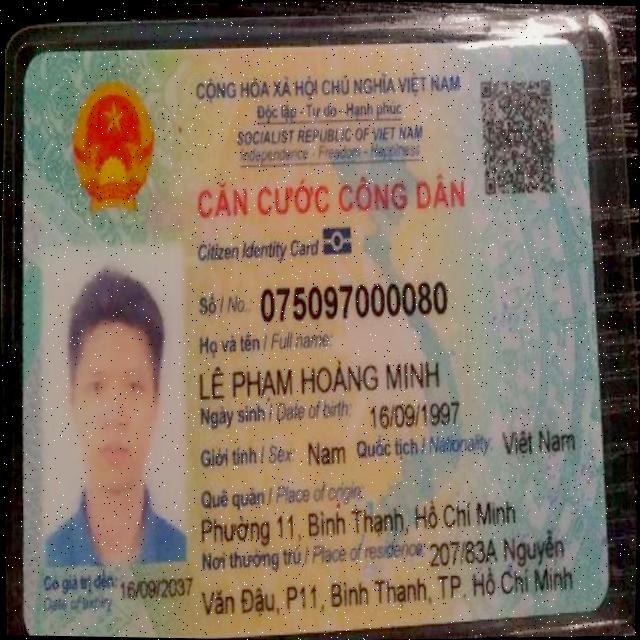 CỘNG HÒA XÃ HỘI CHỦ NGHĨA VIỆT NAM
Độc lập - Tự do - Hạnh phúc
SOCIALIST REPUBLIC OF VIET NAM
Independence - Freedom - Happiness
CĂN CƯỚC CÔNG DÂN
Citizen Identity Card
Số / No.: 075097000080
Họ và tên / Full name:
LÊ PHẠM HOÀNG MINH
Ngày sinh / Date of birth: 16/09/1997
Giới tính / Sex: Nam Quốc tịch / Nationality: Việt Nam
Quê quán / Place of origin:
Phường 11, Bình Thạnh, Hồ Chí Minh
Nơi thường trú / Place of residence: 207/83A Nguyễn
Văn Đậu, P11, Bình Thạnh, TP. Hồ Chí Minh
Có giá trị đến: 16/09/2037
Date of expiry